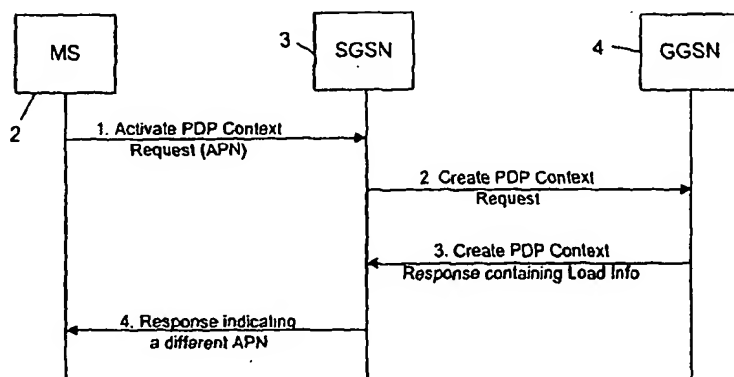 MS
3
SGSN
4
GGSN
2
1. Activate PDP Context
Request (APN)
2 Create PDP Context
Request
3. Create PDP Context
Response containing Load Info
4. Response indicating
a different APN